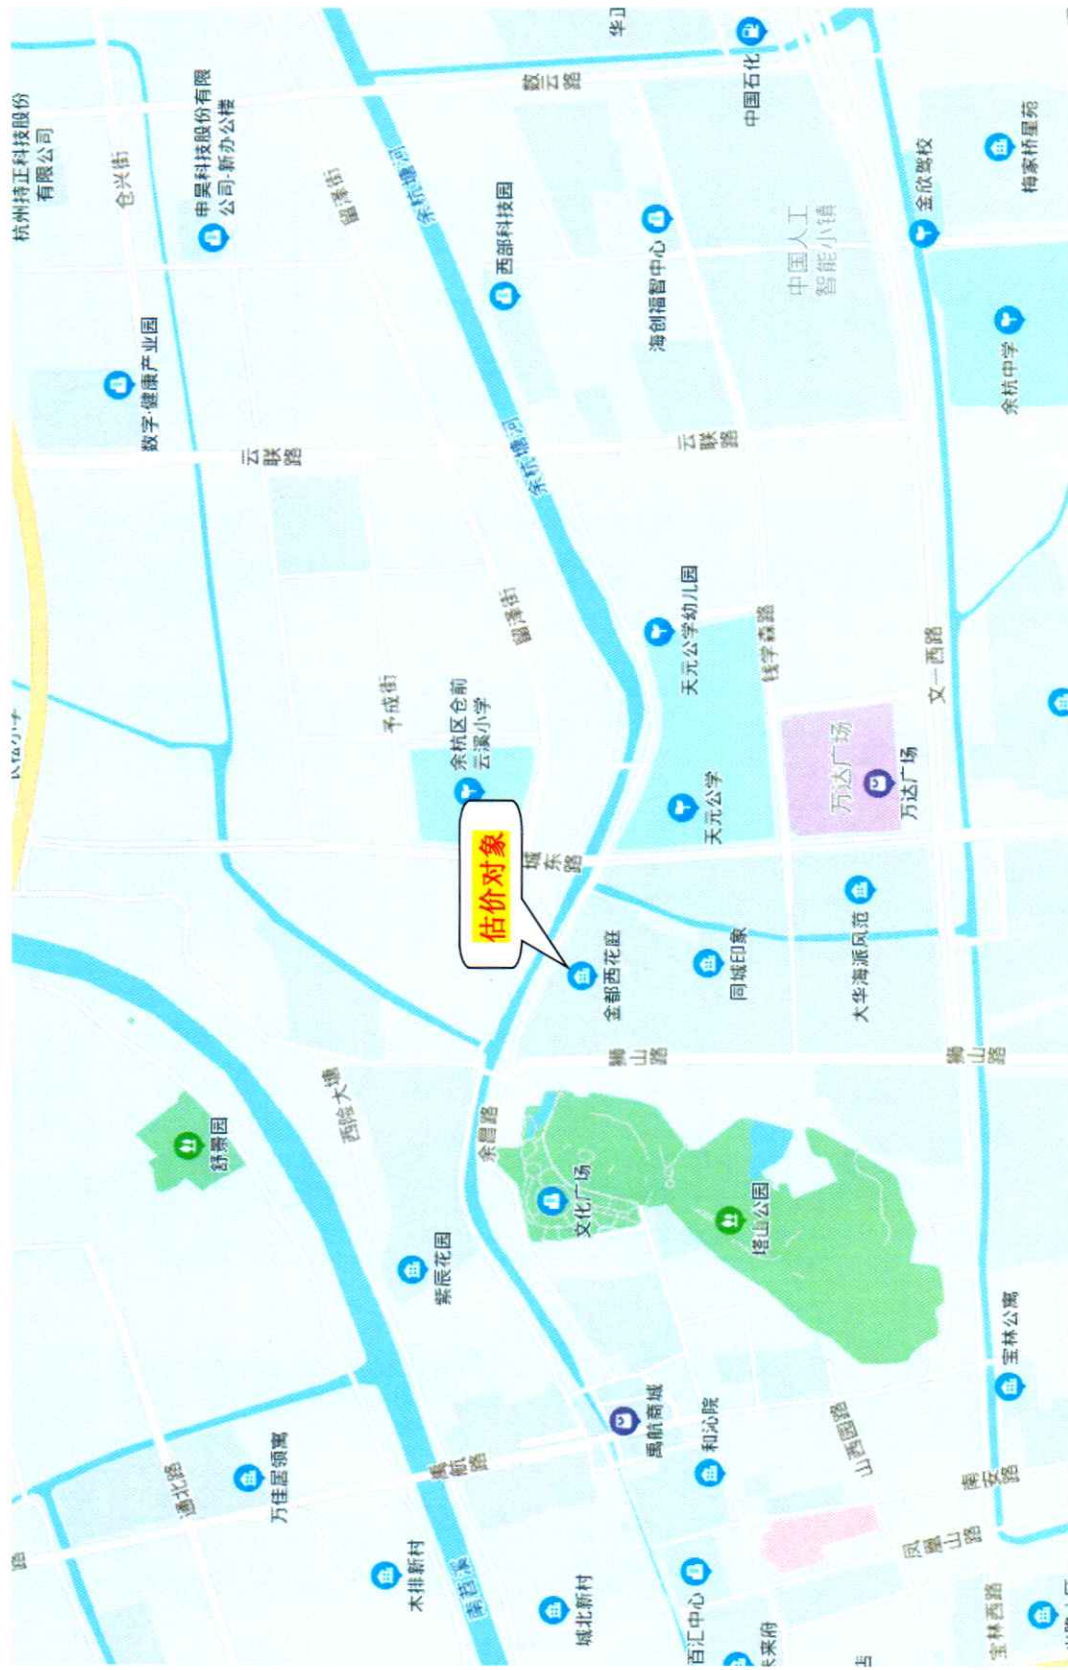 路
通北路
万佳居领寓
木排新村
南苕溪
禹航路
城北新村
舒景园
西险大塘
紫辰花园
余昌路
文化广场
塔山公园
禹航商城
和沁院
百汇中心
山西园路
凤凰山路
南安路
宝林西路
宝林公寓
杭州持正科技股份
有限公司
仓兴街
申昊科技股份有限
公司-新办公楼
数字·健康产业园
云联路
留泽街
余杭塘河
西部科技园
数云路
海创福智中心
中国石化
中国人工
智能小镇
金欣驾校
梅家桥星苑
余杭中学
余杭塘河
云联路
留泽街
予成街
余杭区仓前
云溪小学
估价对象
城东路
金都西花庭
同城印象
大华海派风范
狮山路
狮山路
天元公学幼儿园
天元公学
钱学森路
万达广场
万达广场
文一西路